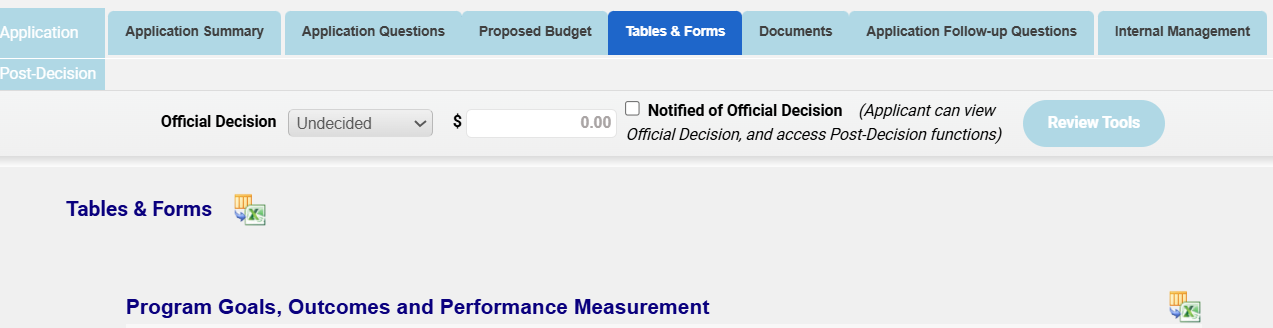 Application
Application Summary
Application Questions
Proposed Budget
Tables & Forms
Documents
Application Follow-up Questions
Internal Management
Post-Decision
Official Decision
Undecided
$
0.00
Notified of Official Decision (Applicant can view
Official Decision, and access Post-Decision functions)
Review Tools
Tables & Forms
Program Goals, Outcomes and Performance Measurement